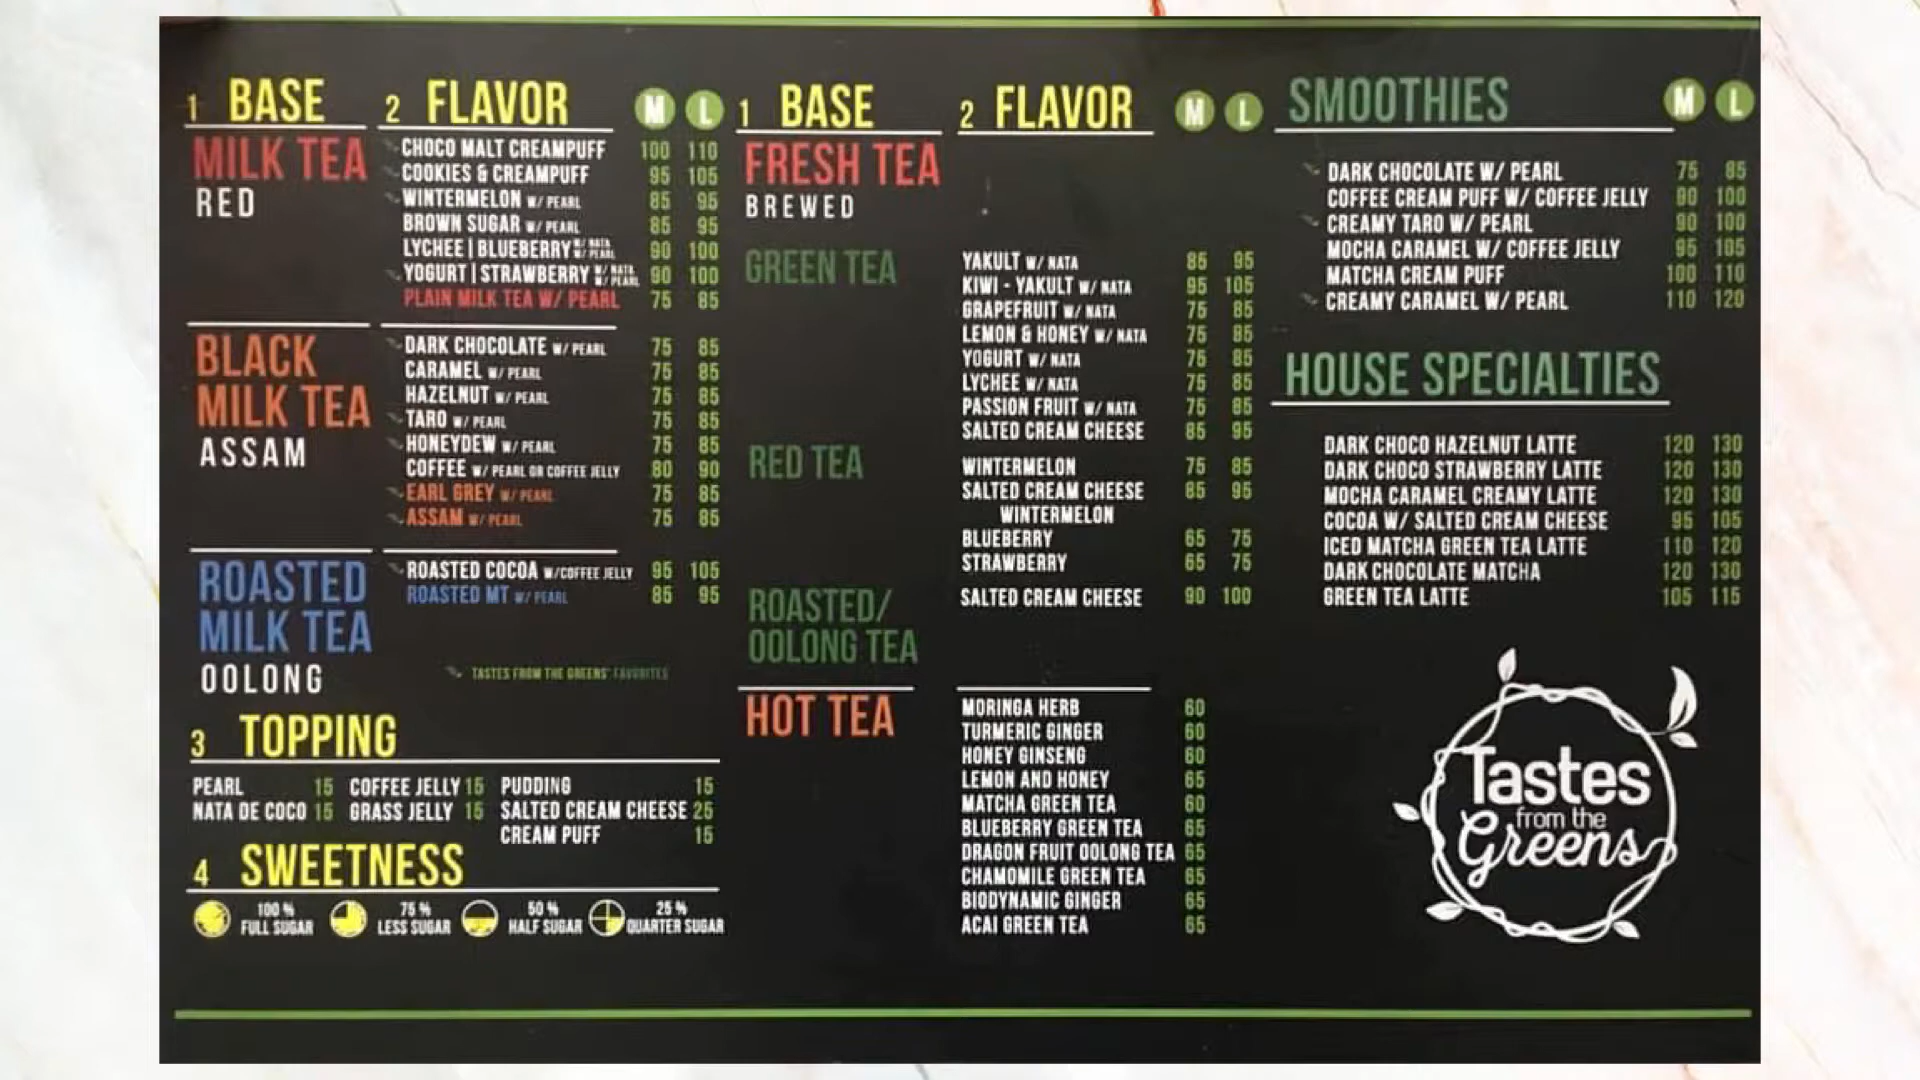 1 BASE
2 FLAVOR M L
MILK TEA
RED
CHOCO MALT CREAMPUFF 100 110
COOKIES & CREAMPUFF 95 105
WINTERMELON W/ PEARL 85 95
BROWN SUGAR W/ PEARL 85 95
LYCHEE | BLUEBERRY W/ NATA W/ PEARL 90 100
YOGURT | STRAWBERRY W/ NATA W/ PEARL 90 100
PLAIN MILK TEA W/ PEARL 75 85
BLACK
MILK TEA
ASSAM
DARK CHOCOLATE W/ PEARL 75 85
CARAMEL W/ PEARL 75 85
HAZELNUT W/ PEARL 75 85
TARO W/ PEARL 75 85
HONEYDEW W/ PEARL 75 85
COFFEE W/ PEARL OR COFFEE JELLY 80 90
EARL GREY W/ PEARL 75 85
ASSAM W/ PEARL 75 85
ROASTED
MILK TEA
OOLONG
ROASTED COCOA W/COFFEE JELLY 95 105
ROASTED MT W/ PEARL 85 95
TASTES FROM THE GREENS' FAVORITES
3 TOPPING
PEARL 15 COFFEE JELLY 15 PUDDING 15
NATA DE COCO 15 GRASS JELLY 15 SALTED CREAM CHEESE 25
CREAM PUFF 15
4 SWEETNESS
100 % FULL SUGAR
75 % LESS SUGAR
50 % HALF SUGAR
25 % QUARTER SUGAR
1 BASE
2 FLAVOR M L
FRESH TEA
BREWED
GREEN TEA
YAKULT W/ NATA 85 95
KIWI - YAKULT W/ NATA 95 105
GRAPEFRUIT W/ NATA 75 85
LEMON & HONEY W/ NATA 75 85
YOGURT W/ NATA 75 85
LYCHEE W/ NATA 75 85
PASSION FRUIT W/ NATA 75 85
SALTED CREAM CHEESE 85 95
RED TEA
WINTERMELON 75 85
SALTED CREAM CHEESE 85 95
WINTERMELON
BLUEBERRY 65 75
STRAWBERRY 65 75
ROASTED/
OOLONG TEA
SALTED CREAM CHEESE 90 100
HOT TEA
MORINGA HERB 60
TURMERIC GINGER 60
HONEY GINSENG 60
LEMON AND HONEY 65
MATCHA GREEN TEA 60
BLUEBERRY GREEN TEA 65
DRAGON FRUIT OOLONG TEA 65
CHAMOMILE GREEN TEA 65
BIODYNAMIC GINGER 65
ACAI GREEN TEA 65
SMOOTHIES M L
DARK CHOCOLATE W/ PEARL 75 85
COFFEE CREAM PUFF W/ COFFEE JELLY 90 100
CREAMY TARO W/ PEARL 90 100
MOCHA CARAMEL W/ COFFEE JELLY 95 105
MATCHA CREAM PUFF 100 110
CREAMY CARAMEL W/ PEARL 110 120
HOUSE SPECIALTIES
DARK CHOCO HAZELNUT LATTE 120 130
DARK CHOCO STRAWBERRY LATTE 120 130
MOCHA CARAMEL CREAMY LATTE 120 130
COCOA W/ SALTED CREAM CHEESE 95 105
ICED MATCHA GREEN TEA LATTE 110 120
DARK CHOCOLATE MATCHA 120 130
GREEN TEA LATTE 105 115
Tastes
from the
Greens